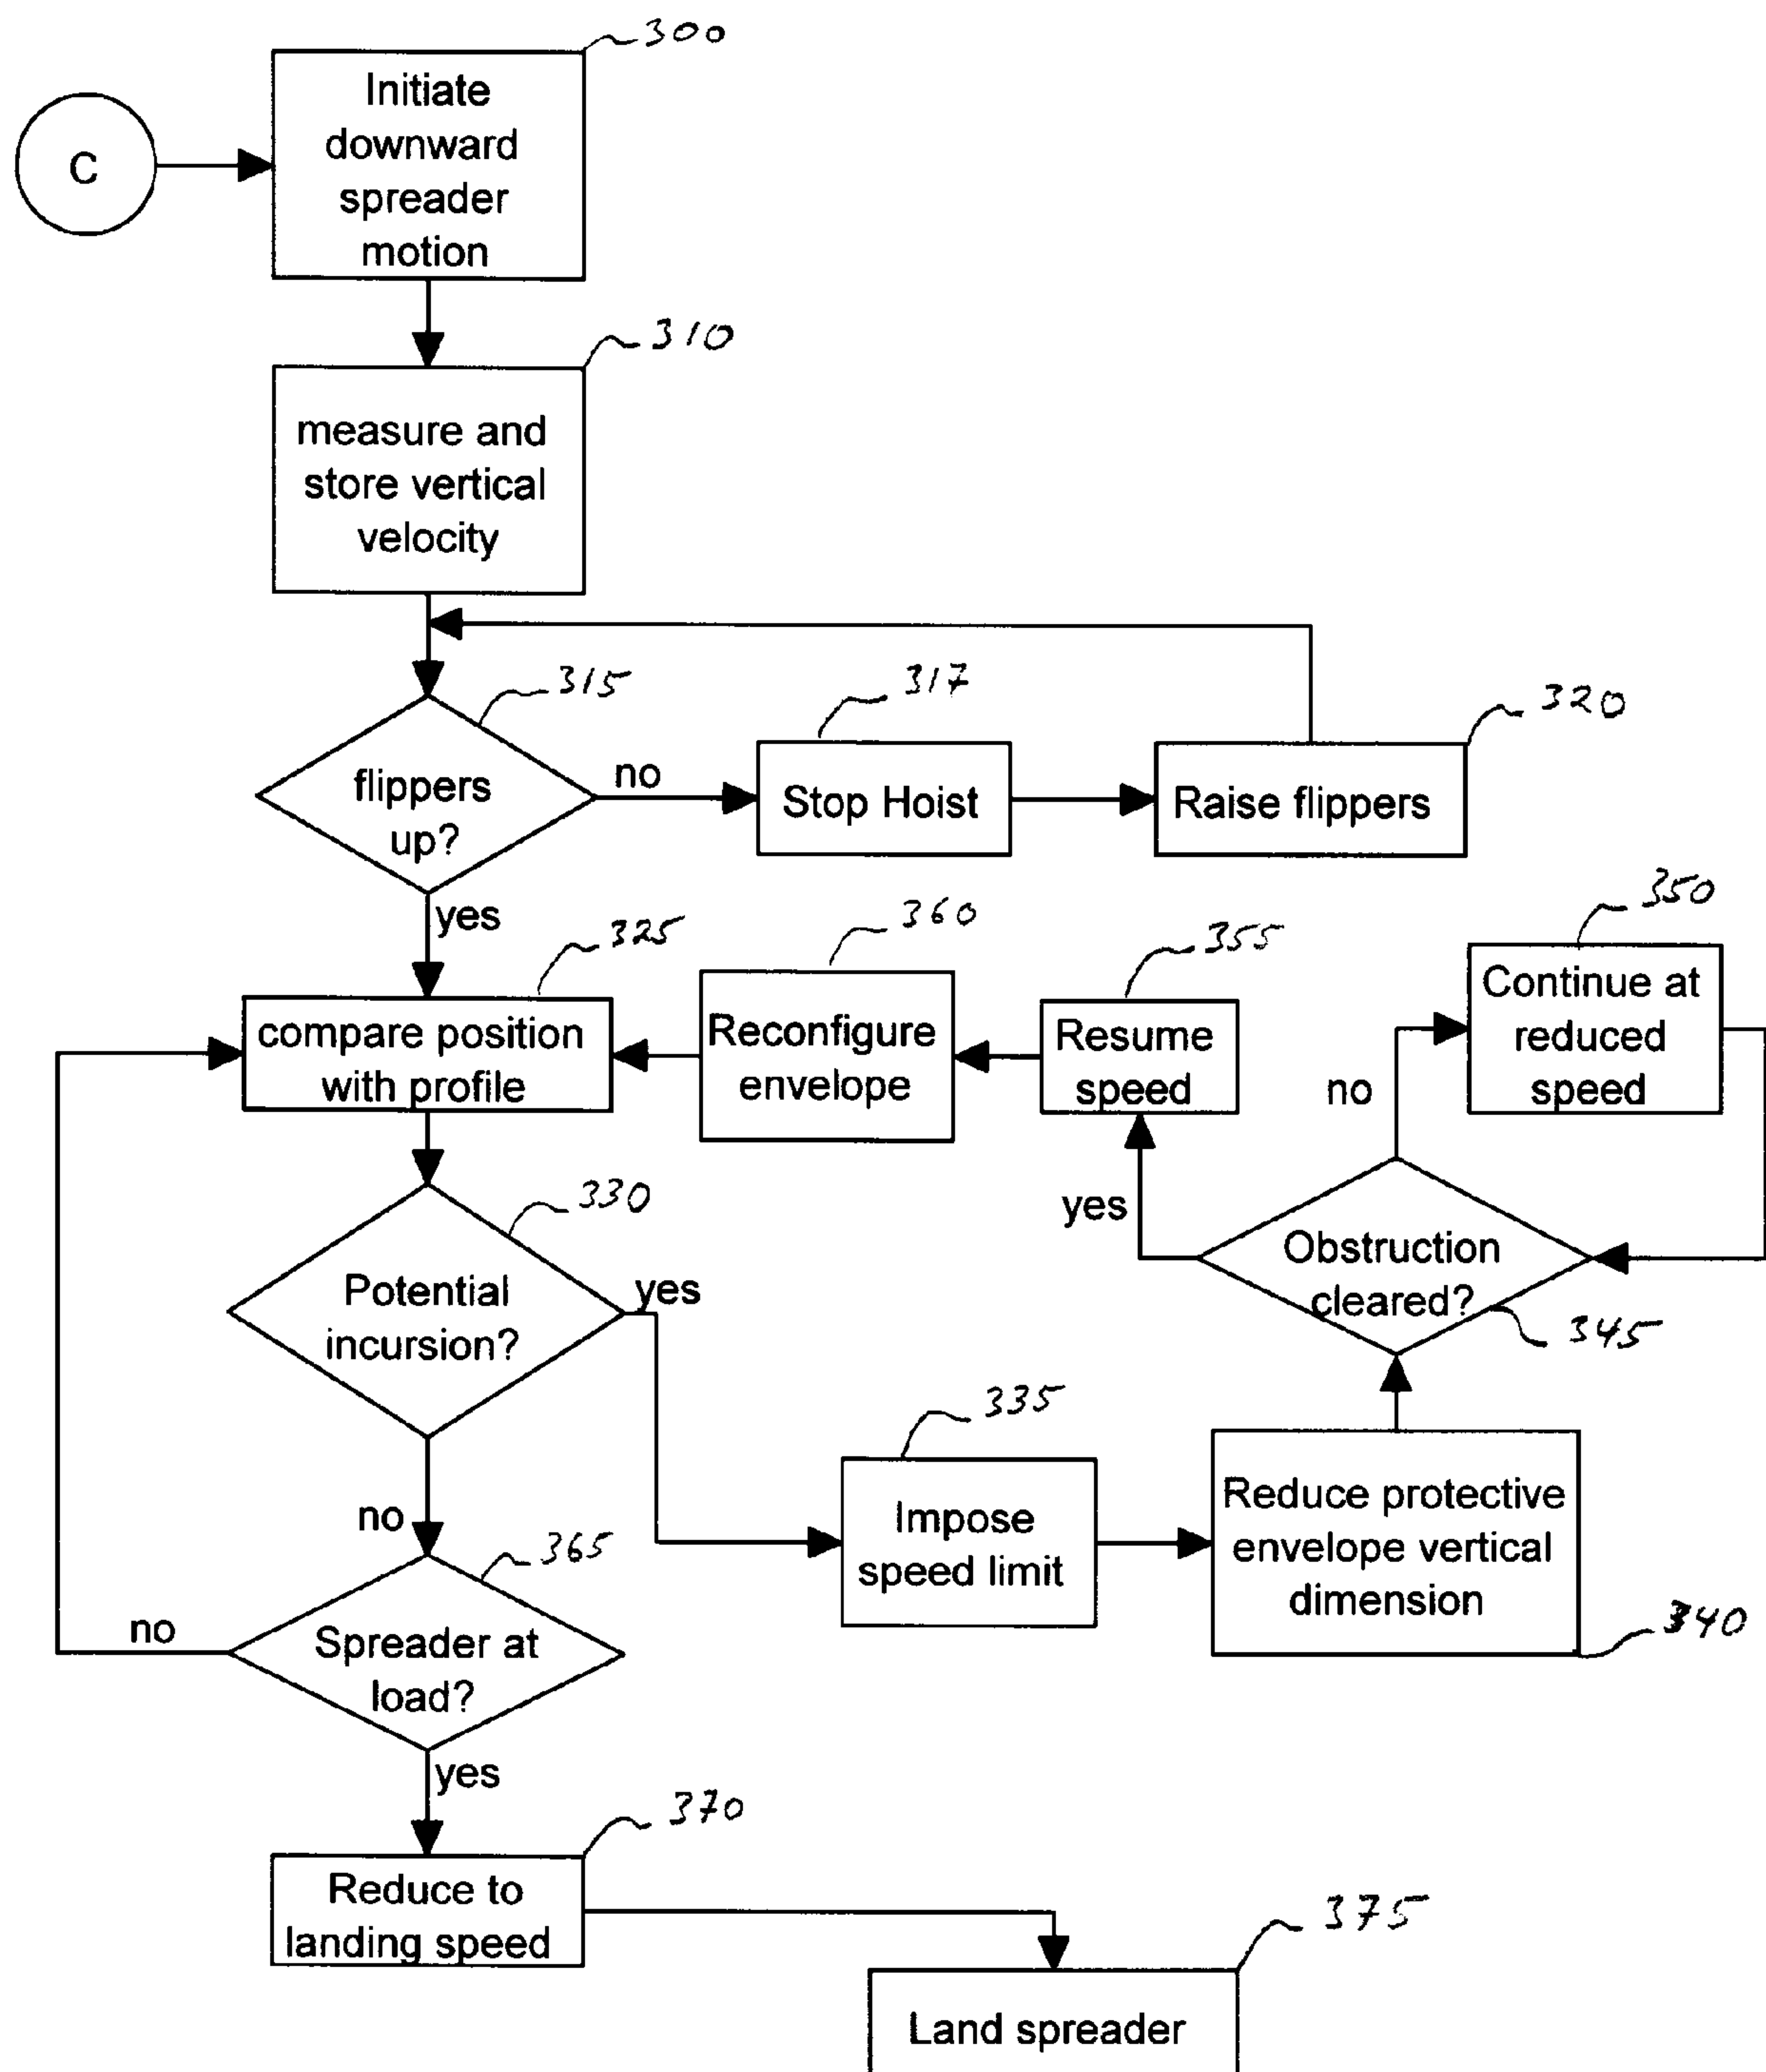 300
Initiate
downward
spreader
motion
C
310
measure and
store vertical
velocity
315
317
320
flippers
up?
no
Stop Hoist
Raise flippers
yes
325
360
355
350
compare position
with profile
Reconfigure
envelope
Resume
speed
Continue at
reduced
speed
no
330
yes
Potential
incursion?
yes
Obstruction
cleared?
345
335
Impose
speed limit
Reduce protective
envelope vertical
dimension
340
no
365
no
Spreader at
load?
yes
370
Reduce to
landing speed
375
Land spreader